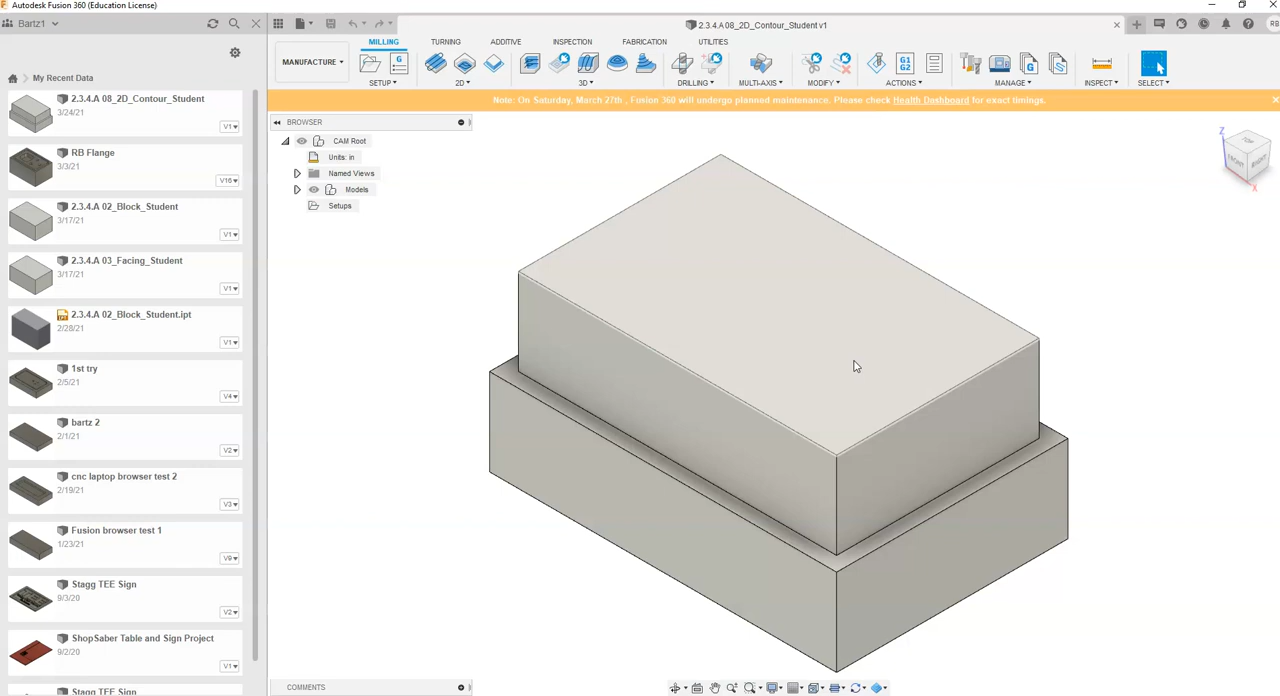 Autodesk Fusion 360 (Education License)
Bartz1
2.3.4.A 08_2D_Contour_Student v1
RB
MILLING TURNING ADDITIVE INSPECTION FABRICATION UTILITIES
MANUFACTURE
G
G1
G2
G
SETUP 2D 3D DRILLING MULTI-AXIS MODIFY ACTIONS MANAGE INSPECT SELECT
Note: On Saturday, March 27th , Fusion 360 will undergo planned maintenance. Please check Health Dashboard for exact timings.
My Recent Data
2.3.4.A 08_2D_Contour_Student
3/24/21
V1
RB Flange
3/3/21
V16
2.3.4.A 02_Block_Student
3/17/21
V1
2.3.4.A 03_Facing_Student
3/17/21
V1
2.3.4.A 02_Block_Student.ipt
2/28/21
V1
1st try
2/5/21
V4
bartz 2
2/1/21
V2
cnc laptop browser test 2
2/19/21
V3
Fusion browser test 1
1/23/21
V9
Stagg TEE Sign
9/3/20
V2
ShopSaber Table and Sign Project
9/2/20
V1
Stagg TEE Sign
BROWSER
CAM Root
Units: in
Named Views
Models
Setups
Z
TOP
FRONT
RIGHT
X
COMMENTS